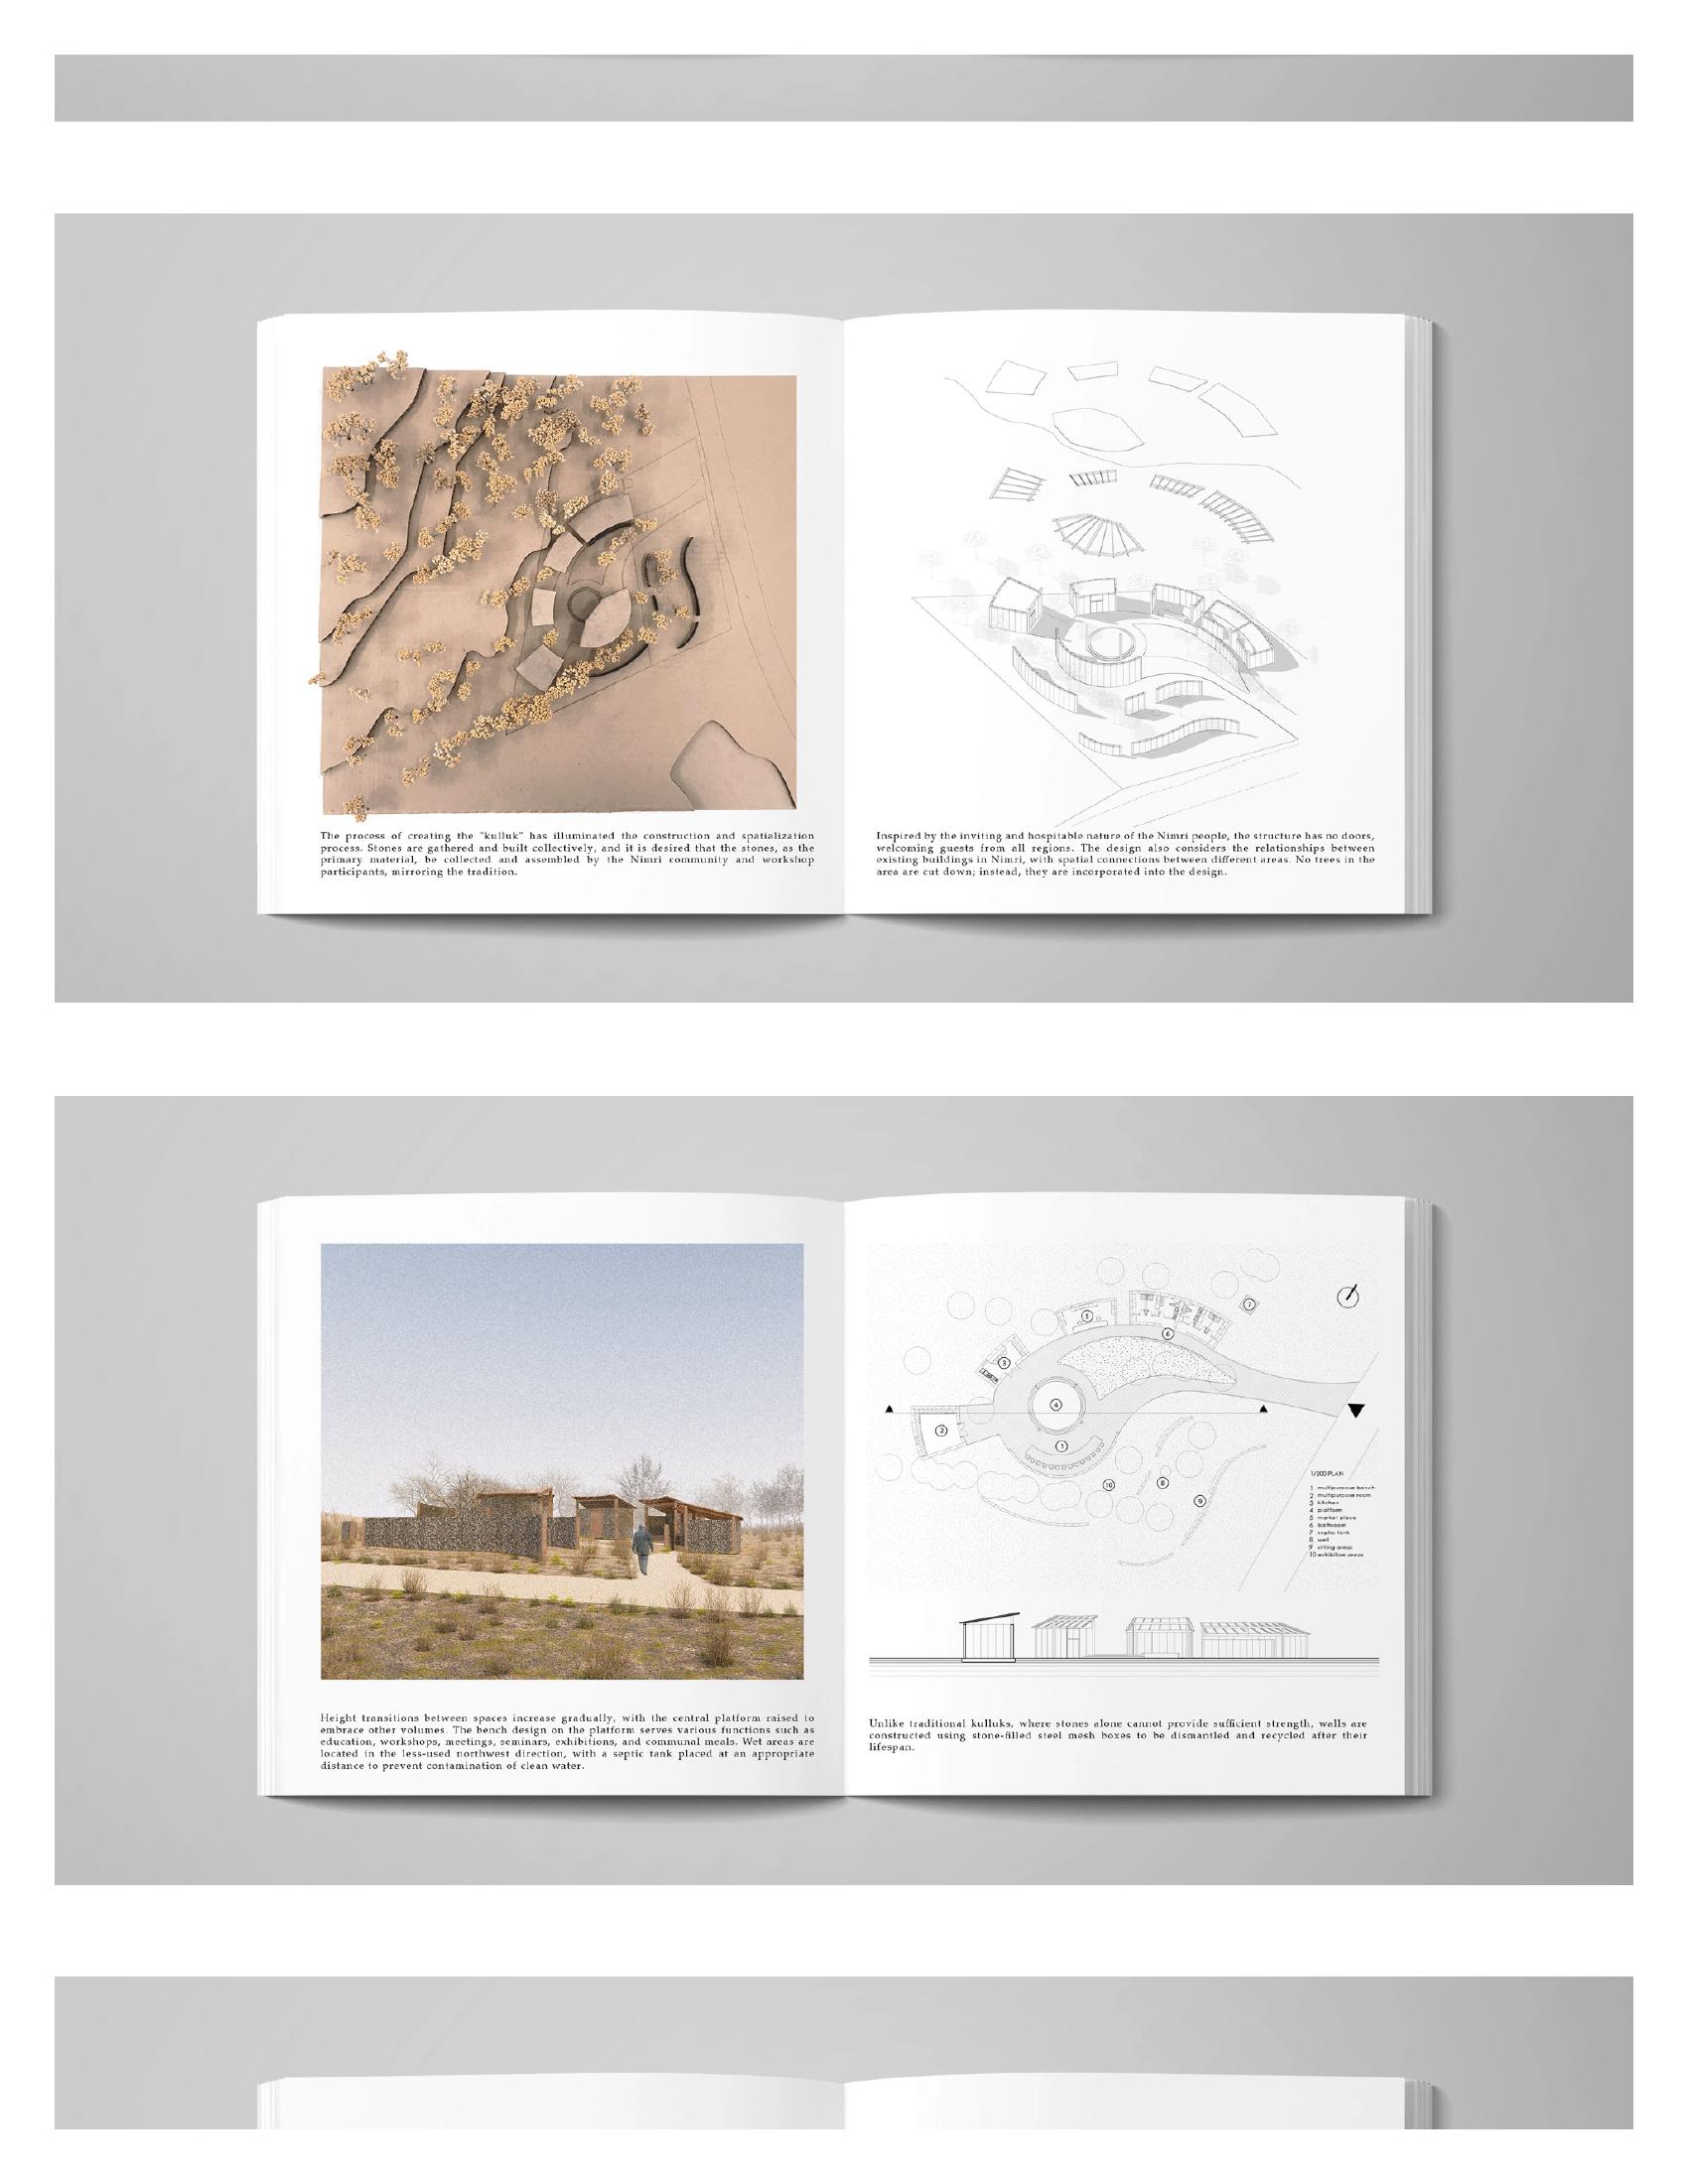 The process of creating the "kulluk" has illuminated the construction and spatialization
process. Stones are gathered and built collectively, and it is desired that the stones, as the
primary material, be collected and assembled by the Nimri community and workshop
participants, mirroring the tradition.
Inspired by the inviting and hospitable nature of the Nimri people, the structure has no doors,
welcoming guests from all regions. The design also considers the relationships between
existing buildings in Nimri, with spatial connections between different areas. No trees in the
area are cut down; instead, they are incorporated into the design.
Height transitions between spaces increase gradually, with the central platform raised to
embrace other volumes. The bench design on the platform serves various functions such as
education, workshops, meetings, seminars, exhibitions, and communal meals. Wet areas are
located in the less-used northwest direction, with a septic tank placed at an appropriate
distance to prevent contamination of clean water.
7
5
6
3
4
2
1
10
8
9
1/200 PLAN
1 multipurpose bench
2 multipurpose room
3 kitchen
4 platform
5 market place
6 bathroom
7 septic tank
8 well
9 sitting areas
10 exhibition areas
Unlike traditional kulluks, where stones alone cannot provide sufficient strength, walls are
constructed using stone-filled steel mesh boxes to be dismantled and recycled after their
lifespan.